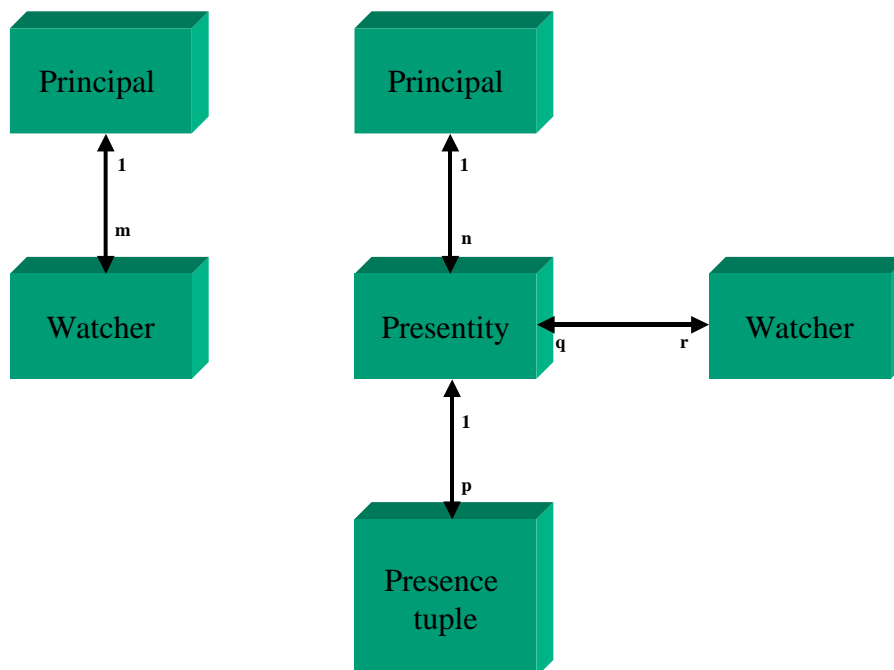 Principal
Principal
1
1
m
n
Watcher
Presentity
Watcher
q
r
1
p
Presence
tuple